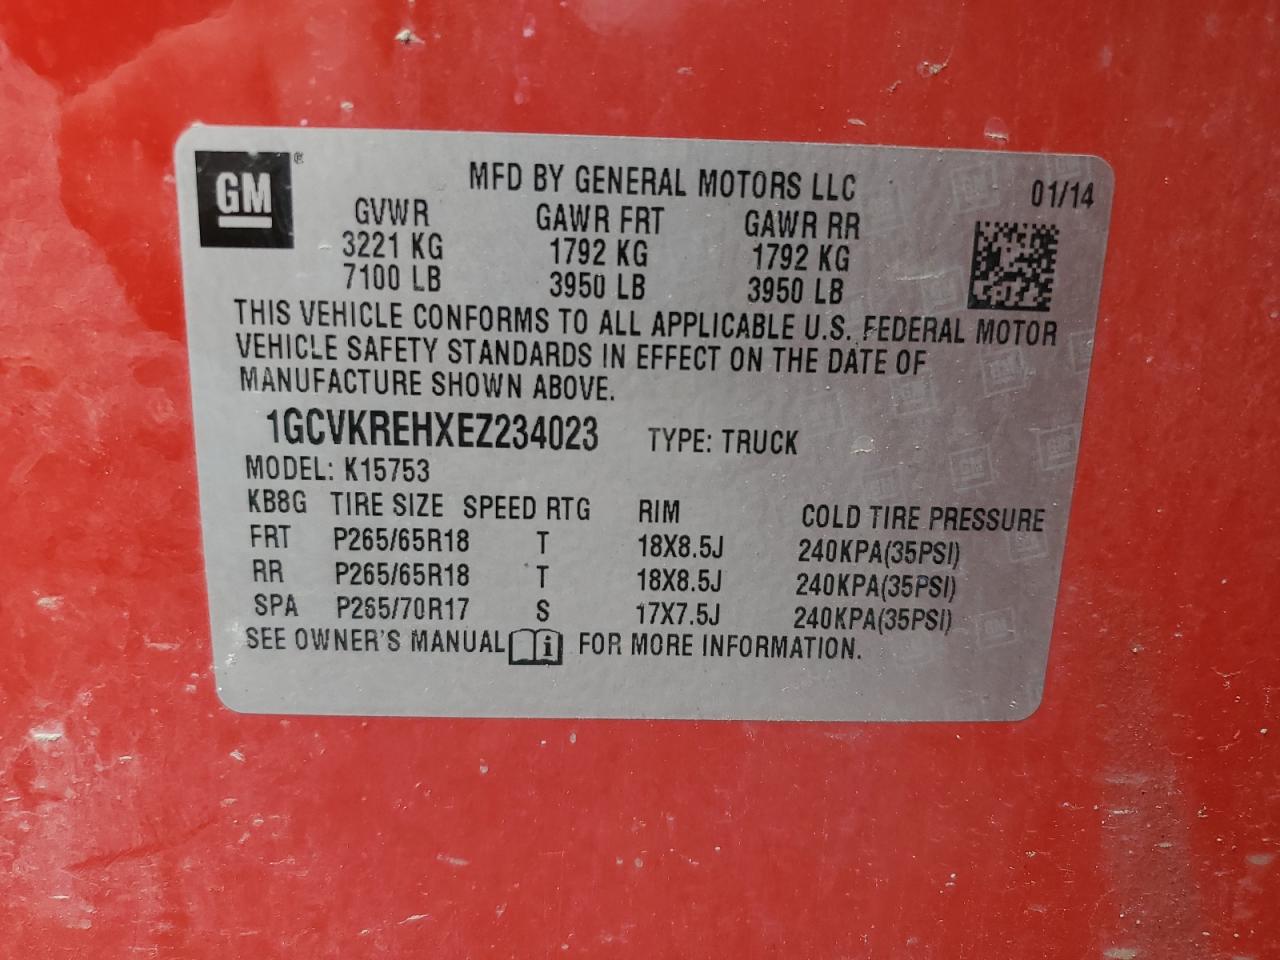 GM ®
MFD BY GENERAL MOTORS LLC 01/14
GVWR GAWR FRT GAWR RR
3221 KG 1792 KG 1792 KG
7100 LB 3950 LB 3950 LB
THIS VEHICLE CONFORMS TO ALL APPLICABLE U.S. FEDERAL MOTOR
VEHICLE SAFETY STANDARDS IN EFFECT ON THE DATE OF
MANUFACTURE SHOWN ABOVE.
1GCVKREHXEZ234023 TYPE: TRUCK
MODEL: K15753
KB8G TIRE SIZE SPEED RTG RIM COLD TIRE PRESSURE
FRT P265/65R18 T 18X8.5J 240KPA(35PSI)
RR P265/65R18 T 18X8.5J 240KPA(35PSI)
SPA P265/70R17 S 17X7.5J 240KPA(35PSI)
SEE OWNER'S MANUAL i FOR MORE INFORMATION.